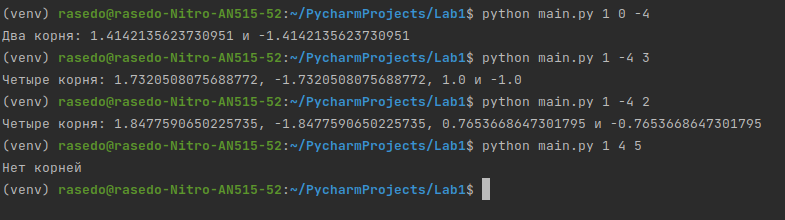 (venv) rasedo@rasedo-Nitro-AN515-52:~/PycharmProjects/Lab1$ python main.py 1 0 -4
Два корня: 1.4142135623730951 и -1.4142135623730951
(venv) rasedo@rasedo-Nitro-AN515-52:~/PycharmProjects/Lab1$ python main.py 1 -4 3
Четыре корня: 1.7320508075688772, -1.7320508075688772, 1.0 и -1.0
(venv) rasedo@rasedo-Nitro-AN515-52:~/PycharmProjects/Lab1$ python main.py 1 -4 2
Четыре корня: 1.8477590650225735, -1.8477590650225735, 0.7653668647301795 и -0.7653668647301795
(venv) rasedo@rasedo-Nitro-AN515-52:~/PycharmProjects/Lab1$ python main.py 1 4 5
Нет корней
(venv) rasedo@rasedo-Nitro-AN515-52:~/PycharmProjects/Lab1$